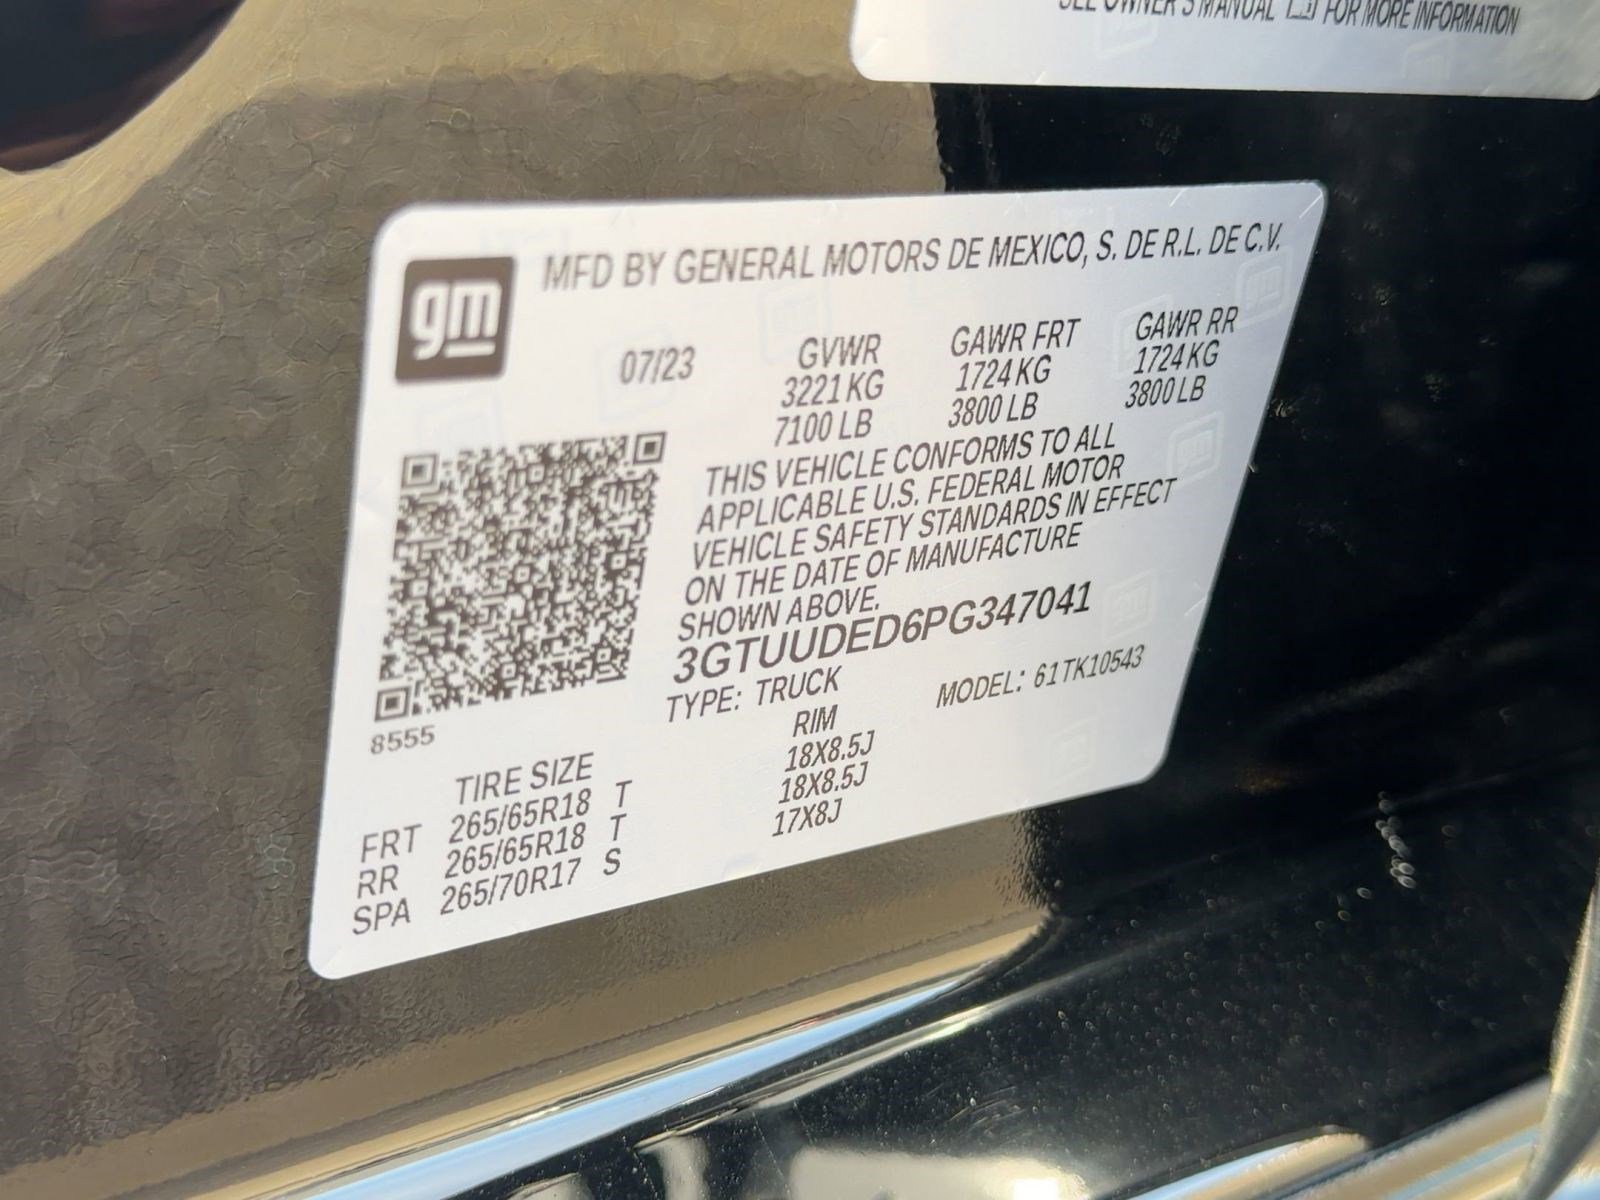 SEE OWNER'S MANUAL FOR MORE INFORMATION
gm
MFD BY GENERAL MOTORS DE MEXICO, S. DE R.L. DE C.V.
07/23 GVWR GAWR FRT GAWR RR
3221 KG 1724 KG 1724 KG
7100 LB 3800 LB 3800 LB
THIS VEHICLE CONFORMS TO ALL
APPLICABLE U.S. FEDERAL MOTOR
VEHICLE SAFETY STANDARDS IN EFFECT
ON THE DATE OF MANUFACTURE
SHOWN ABOVE.
3GTUUDED6PG347041
TYPE: TRUCK MODEL: 61TK10543
8555
TIRE SIZE RIM
FRT 265/65R18 T 18X8.5J
RR 265/65R18 T 18X8.5J
SPA 265/70R17 S 17X8J